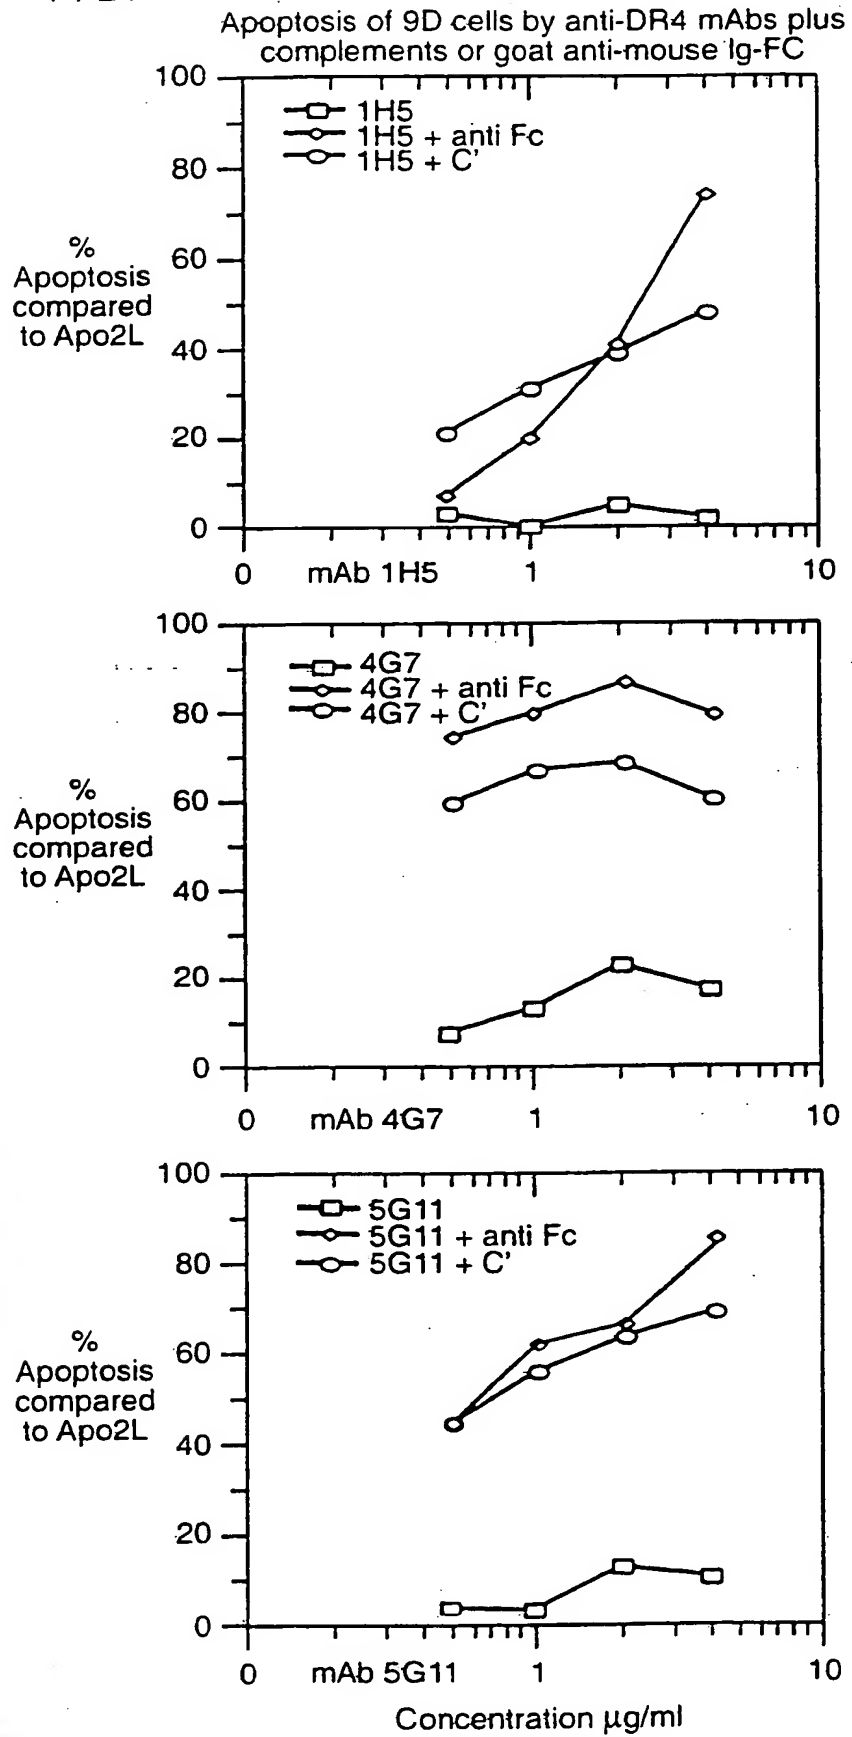 Apoptosis of 9D cells by anti-DR4 mAbs plus
complements or goat anti-mouse Ig-FC
100
80
60
40
20
0
%
Apoptosis
compared
to Apo2L
1H5
1H5 + anti Fc
1H5 + C'
0 mAb 1H5 1 10
100
80
60
40
20
0
%
Apoptosis
compared
to Apo2L
4G7
4G7 + anti Fc
4G7 + C'
0 mAb 4G7 1 10
100
80
60
40
20
0
%
Apoptosis
compared
to Apo2L
5G11
5G11 + anti Fc
5G11 + C'
0 mAb 5G11 1 10
Concentration µg/ml